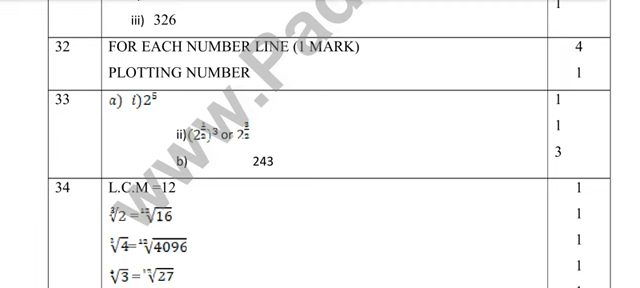 1
iii) 326
32 FOR EACH NUMBER LINE (1 MARK) 4
PLOTTING NUMBER 1
33 a) i)2⁵ 1
ii)(2^½)³ or 2^(3/2) 1
b) 243 3
34 L.C.M =12 1
∛2 = ¹²√16 1
∛4= ¹²√4096 1
∜3 = ¹²√27 1
www.Pad